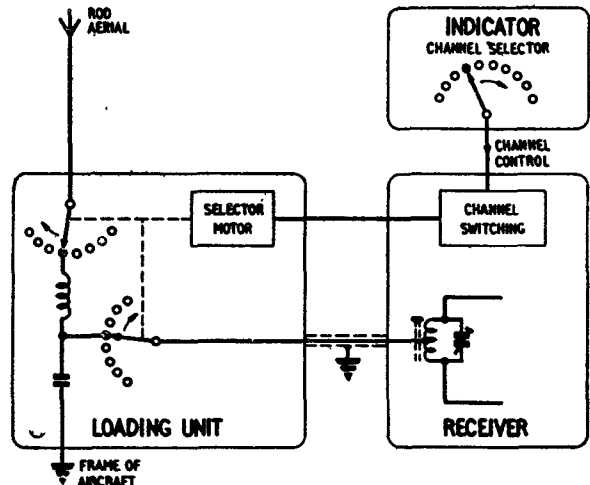 ROD
AERIAL
INDICATOR
CHANNEL SELECTOR
CHANNEL
CONTROL
SELECTOR
MOTOR
CHANNEL
SWITCHING
LOADING UNIT
RECEIVER
FRAME OF
AIRCRAFT